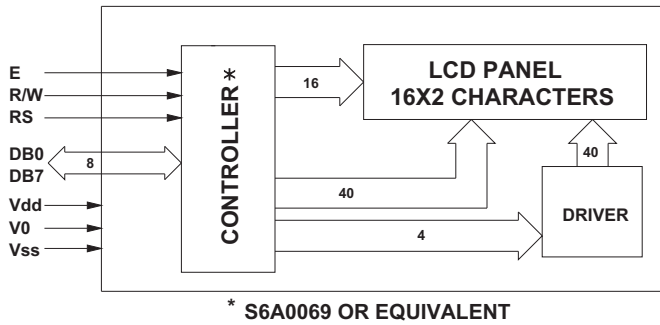 E
R/W
RS
DB0
DB7
8
Vdd
V0
Vss
CONTROLLER*
16
LCD PANEL
16X2 CHARACTERS
40
40
4
DRIVER
* S6A0069 OR EQUIVALENT